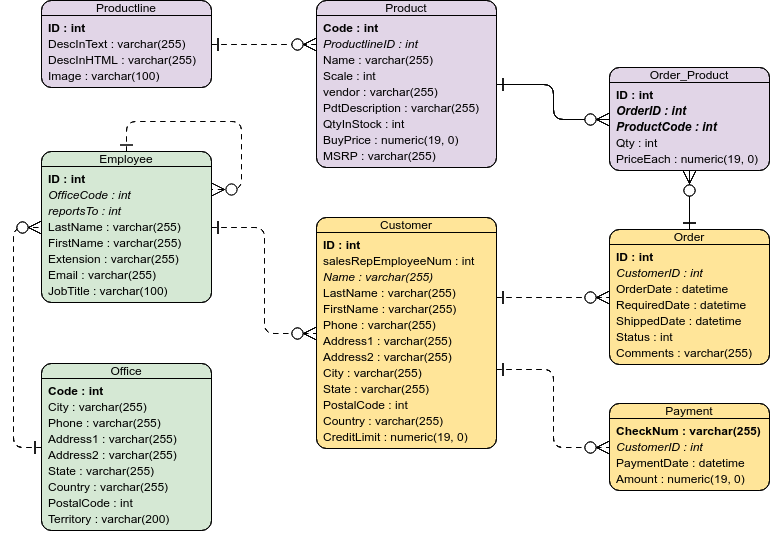 Productline
ID : int
DescInText : varchar(255)
DescInHTML : varchar(255)
Image : varchar(100)
Product
Code : int
ProductlineID : int
Name : varchar(255)
Scale : int
vendor : varchar(255)
PdtDescription : varchar(255)
QtyInStock : int
BuyPrice : numeric(19, 0)
MSRP : varchar(255)
Order_Product
ID : int
OrderID : int
ProductCode : int
Qty : int
PriceEach : numeric(19, 0)
Employee
ID : int
OfficeCode : int
reportsTo : int
LastName : varchar(255)
FirstName : varchar(255)
Extension : varchar(255)
Email : varchar(255)
JobTitle : varchar(100)
Customer
ID : int
salesRepEmployeeNum : int
Name : varchar(255)
LastName : varchar(255)
FirstName : varchar(255)
Phone : varchar(255)
Address1 : varchar(255)
Address2 : varchar(255)
City : varchar(255)
State : varchar(255)
PostalCode : int
Country : varchar(255)
CreditLimit : numeric(19, 0)
Order
ID : int
CustomerID : int
OrderDate : datetime
RequiredDate : datetime
ShippedDate : datetime
Status : int
Comments : varchar(255)
Office
Code : int
City : varchar(255)
Phone : varchar(255)
Address1 : varchar(255)
Address2 : varchar(255)
State : varchar(255)
Country : varchar(255)
PostalCode : int
Territory : varchar(200)
Payment
CheckNum : varchar(255)
CustomerID : int
PaymentDate : datetime
Amount : numeric(19, 0)